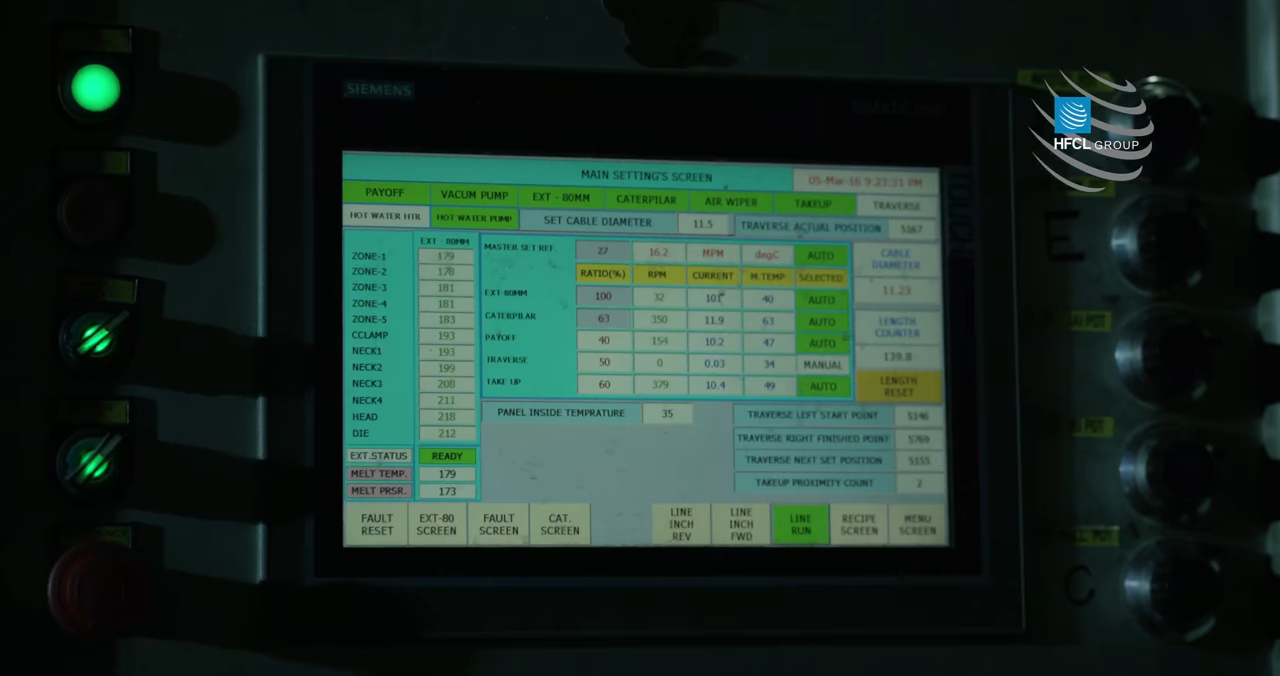 SIEMENS
HFCL GROUP
MAIN SETTING'S SCREEN
05-Mar-16 9:23:31 PM
PAYOFF VACUM PUMP EXT - 80MM CATERPILAR AIR WIPER TAKEUP TRAVERSE
HOT WATER HTR HOT WATER PUMP SET CABLE DIAMETER 11.5 TRAVERSE ACTUAL POSITION 5167
EXT 80MM
ZONE-1 179
ZONE-2 178
ZONE-3 181
ZONE-4 181
ZONE-5 183
CCLAMP 193
NECK1 193
NECK2 199
NECK3 208
NECK4 211
HEAD 218
DIE 212
EXT.STATUS READY
MELT TEMP. 179
MELT PRSR. 173
MASTER SET REF. 27 16.2 MPM degC AUTO
RATIO(%) RPM CURRENT M.TEMP SELECTED
EXT-80MM 100 32 101 40 AUTO
CATERPILAR 63 350 11.9 63 AUTO
PAYOFF 40 154 10.2 47 AUTO
TRAVERSE 50 0 0.03 34 MANUAL
TAKE UP 60 379 10.4 49 AUTO
CABLE
DIAMETER
11.23
LENGTH
COUNTER
139.8
LENGTH
RESET
PANEL INSIDE TEMPRATURE 35
TRAVERSE LEFT START POINT 5146
TRAVERSE RIGHT FINISHED POINT 5760
TRAVERSE NEXT SET POSITION 5155
TAKEUP PROXIMITY COUNT 2
FAULT
RESET
EXT-80
SCREEN
FAULT
SCREEN
CAT.
SCREEN
LINE
INCH
REV
LINE
INCH
FWD
LINE
RUN
RECIPE
SCREEN
MENU
SCREEN
TOUCH
E
C